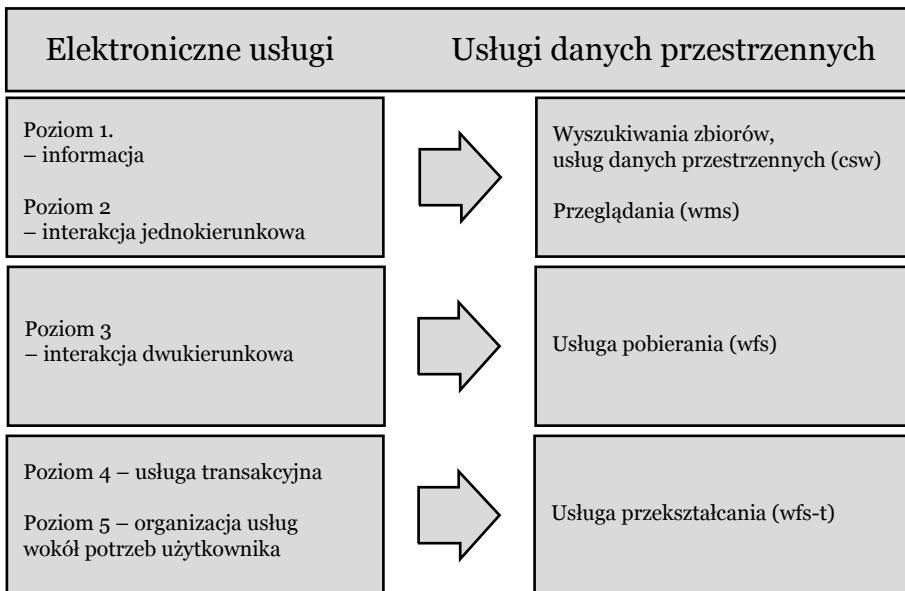 Elektroniczne usługi
Usługi danych przestrzennych
Poziom 1.
– informacja
Poziom 2
– interakcja jednokierunkowa
Wyszukiwania zbiorów,
usług danych przestrzennych (csw)
Przeglądania (wms)
Poziom 3
– interakcja dwukierunkowa
Usługa pobierania (wfs)
Poziom 4 – usługa transakcyjna
Poziom 5 – organizacja usług
wokół potrzeb użytkownika
Usługa przekształcania (wfs-t)